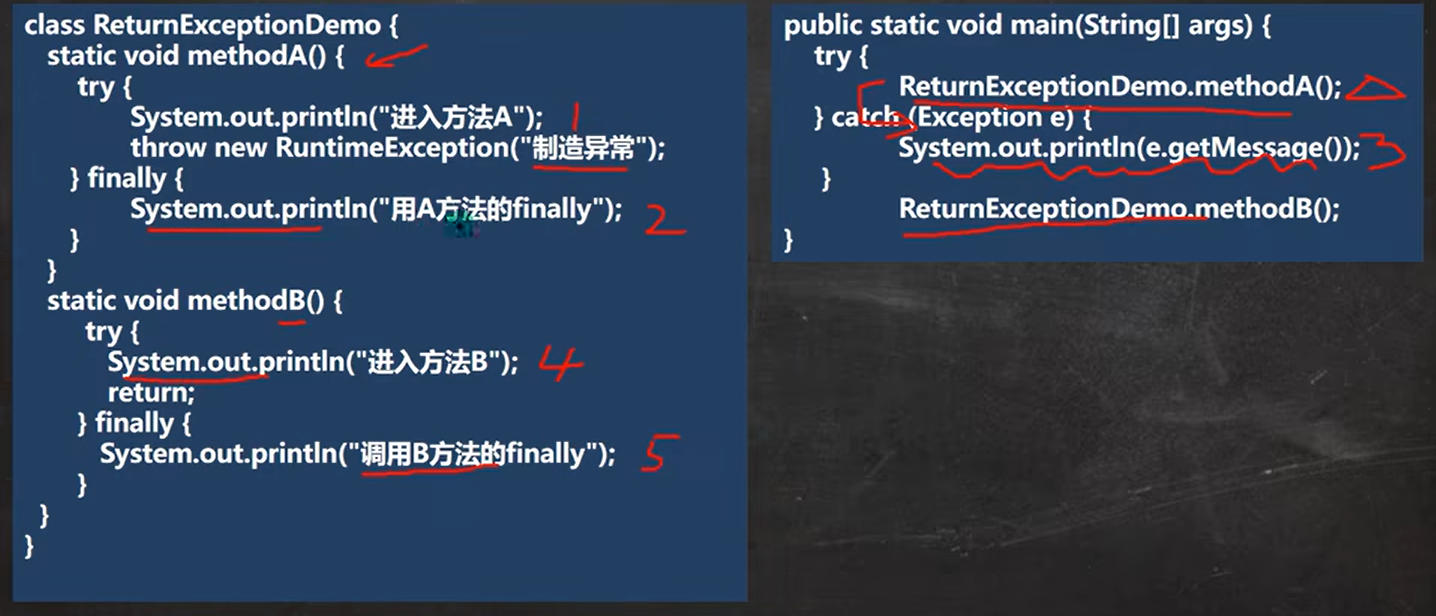 class ReturnExceptionDemo {
static void methodA() {
try {
System.out.println("进入方法A"); 1
throw new RuntimeException("制造异常");
} finally {
System.out.println("用A方法的finally"); 2
}
}
static void methodB() {
try {
System.out.println("进入方法B"); 4
return;
} finally {
System.out.println("调用B方法的finally"); 5
}
}
}
public static void main(String[] args) {
try {
ReturnExceptionDemo.methodA();
} catch (Exception e) {
System.out.println(e.getMessage()); 3
}
ReturnExceptionDemo.methodB();
}